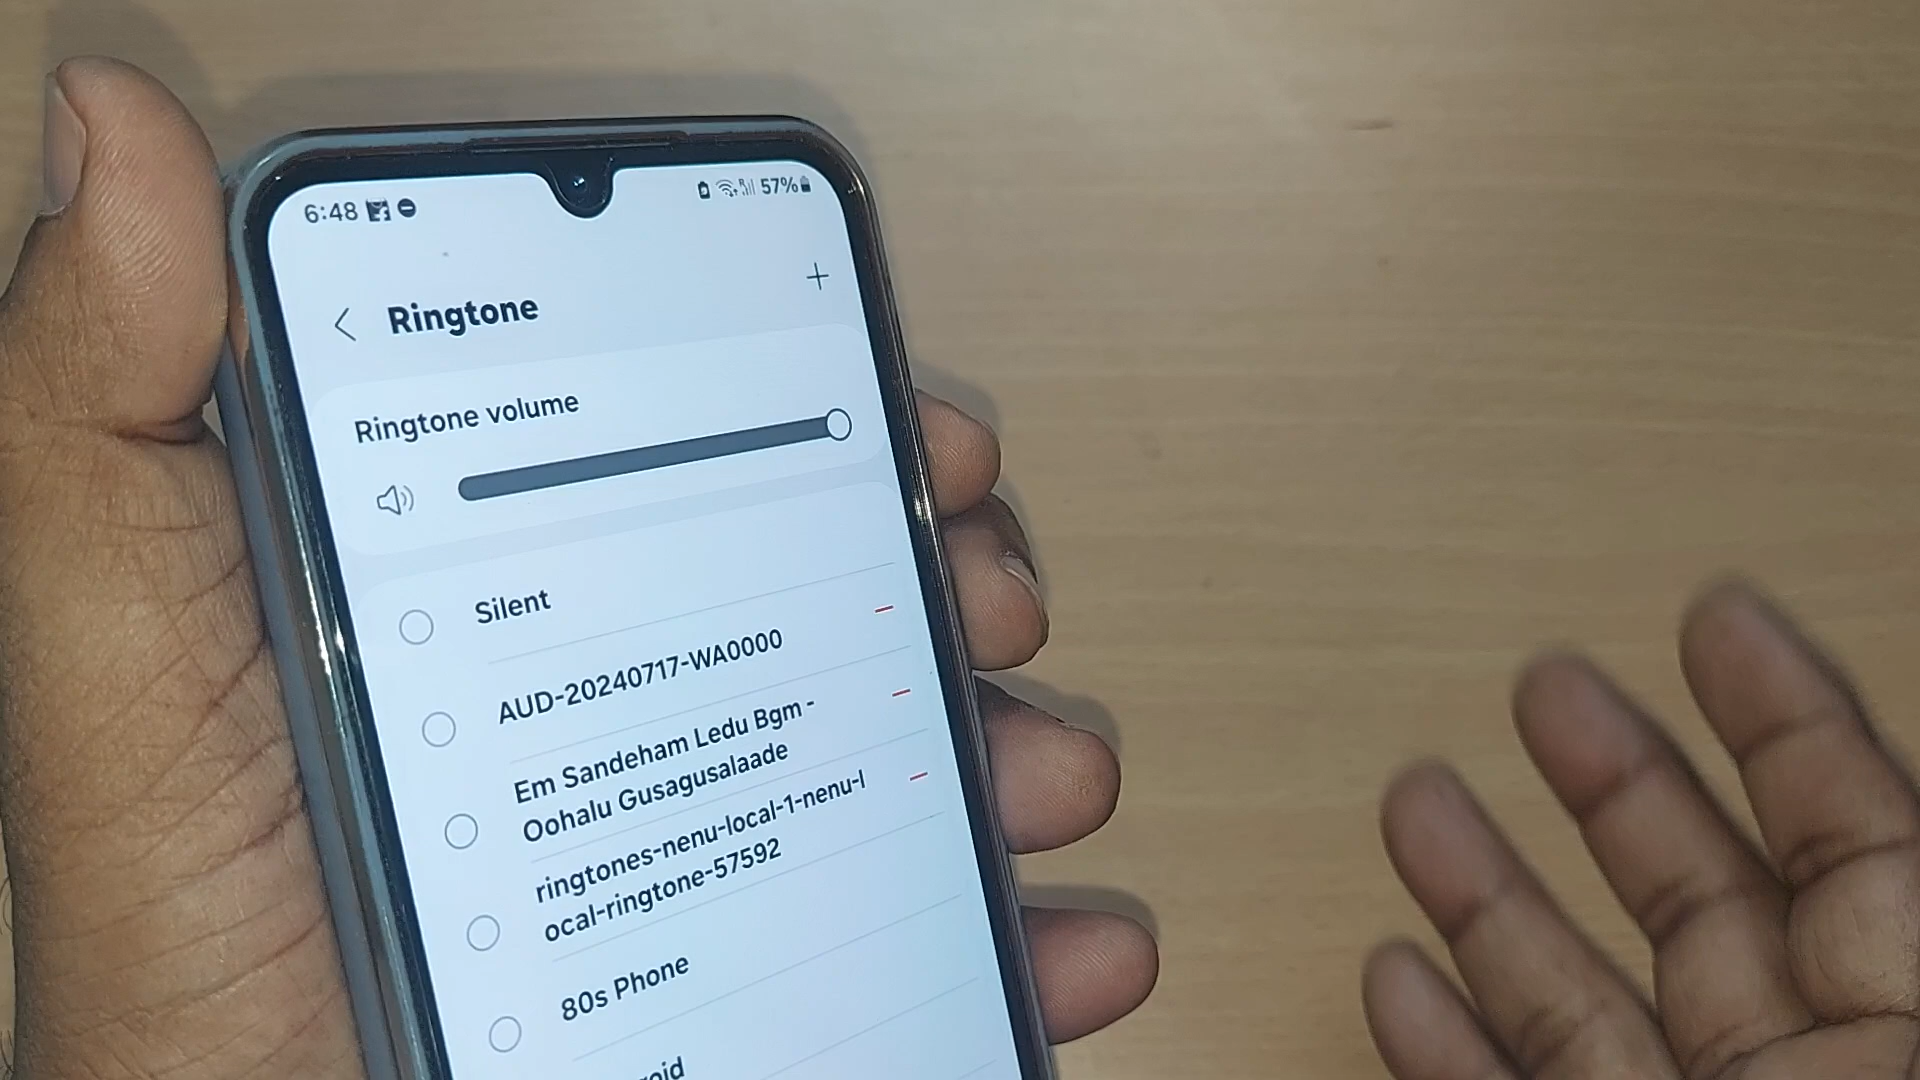 6:48 57%
Ringtone
Ringtone volume
Silent
AUD-20240717-WA0000
Em Sandeham Ledu Bgm -
Oohalu Gusagusalaade
ringtones-nenu-local-1-nenu-l
ocal-ringtone-57592
80s Phone